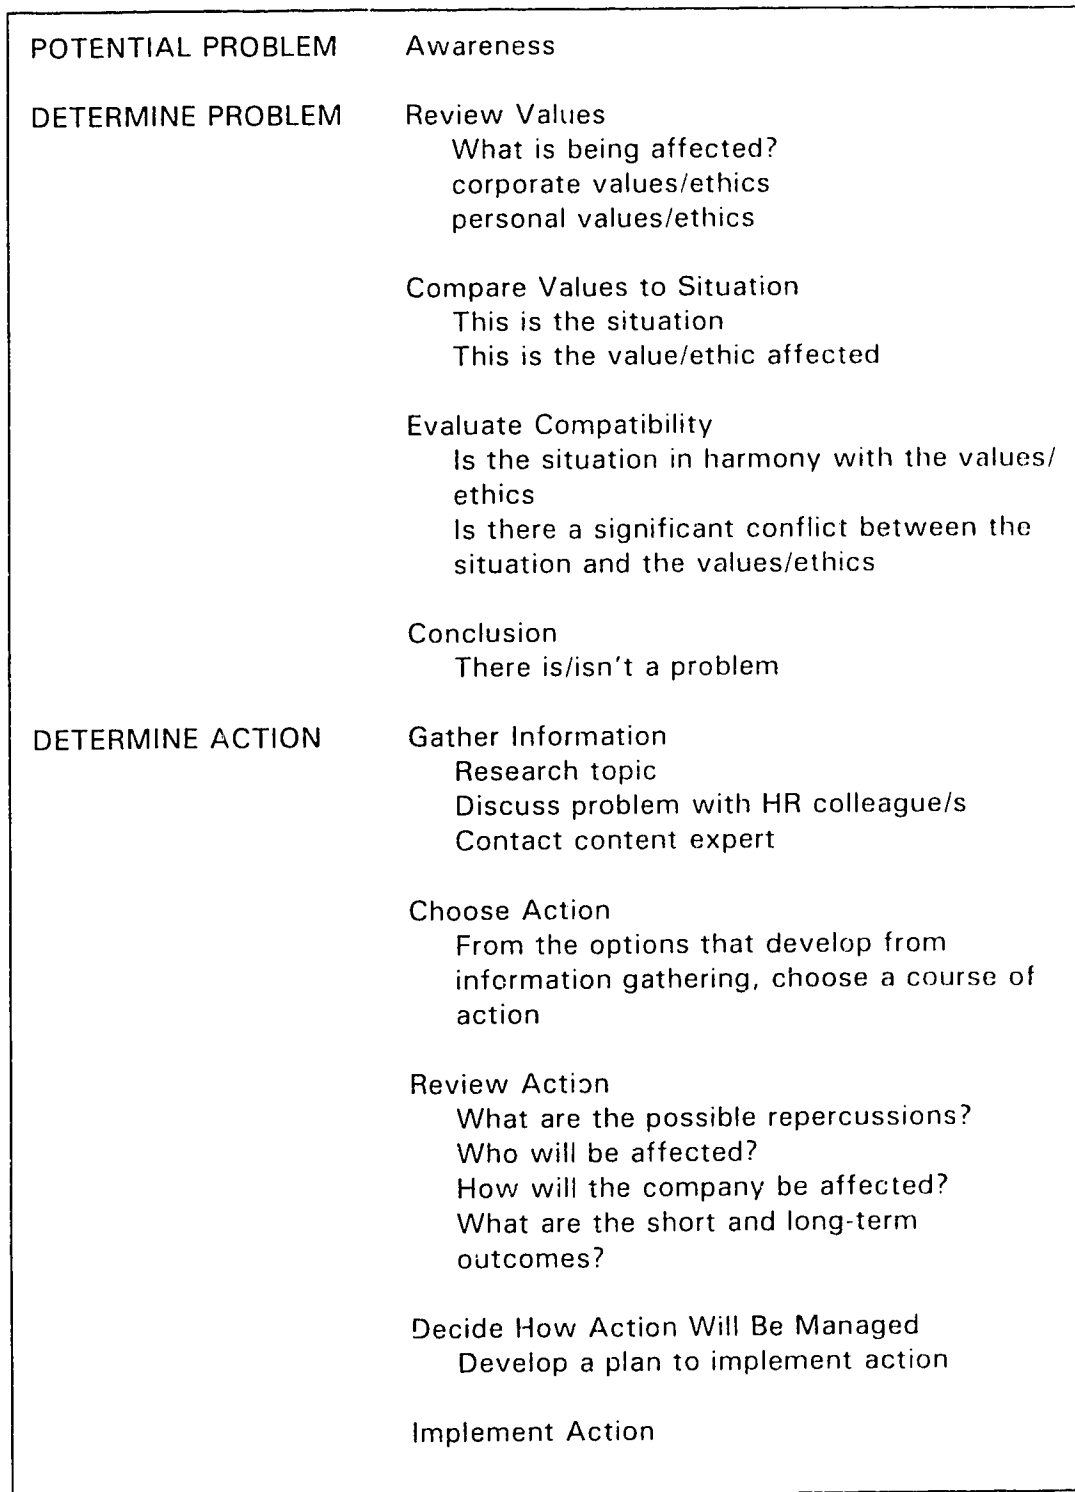 POTENTIAL PROBLEM Awareness
DETERMINE PROBLEM Review Values
What is being affected?
corporate values/ethics
personal values/ethics
Compare Values to Situation
This is the situation
This is the value/ethic affected
Evaluate Compatibility
Is the situation in harmony with the values/
ethics
Is there a significant conflict between the
situation and the values/ethics
Conclusion
There is/isn't a problem
DETERMINE ACTION Gather Information
Research topic
Discuss problem with HR colleague/s
Contact content expert
Choose Action
From the options that develop from
information gathering, choose a course of
action
Review Action
What are the possible repercussions?
Who will be affected?
How will the company be affected?
What are the short and long-term
outcomes?
Decide How Action Will Be Managed
Develop a plan to implement action
Implement Action